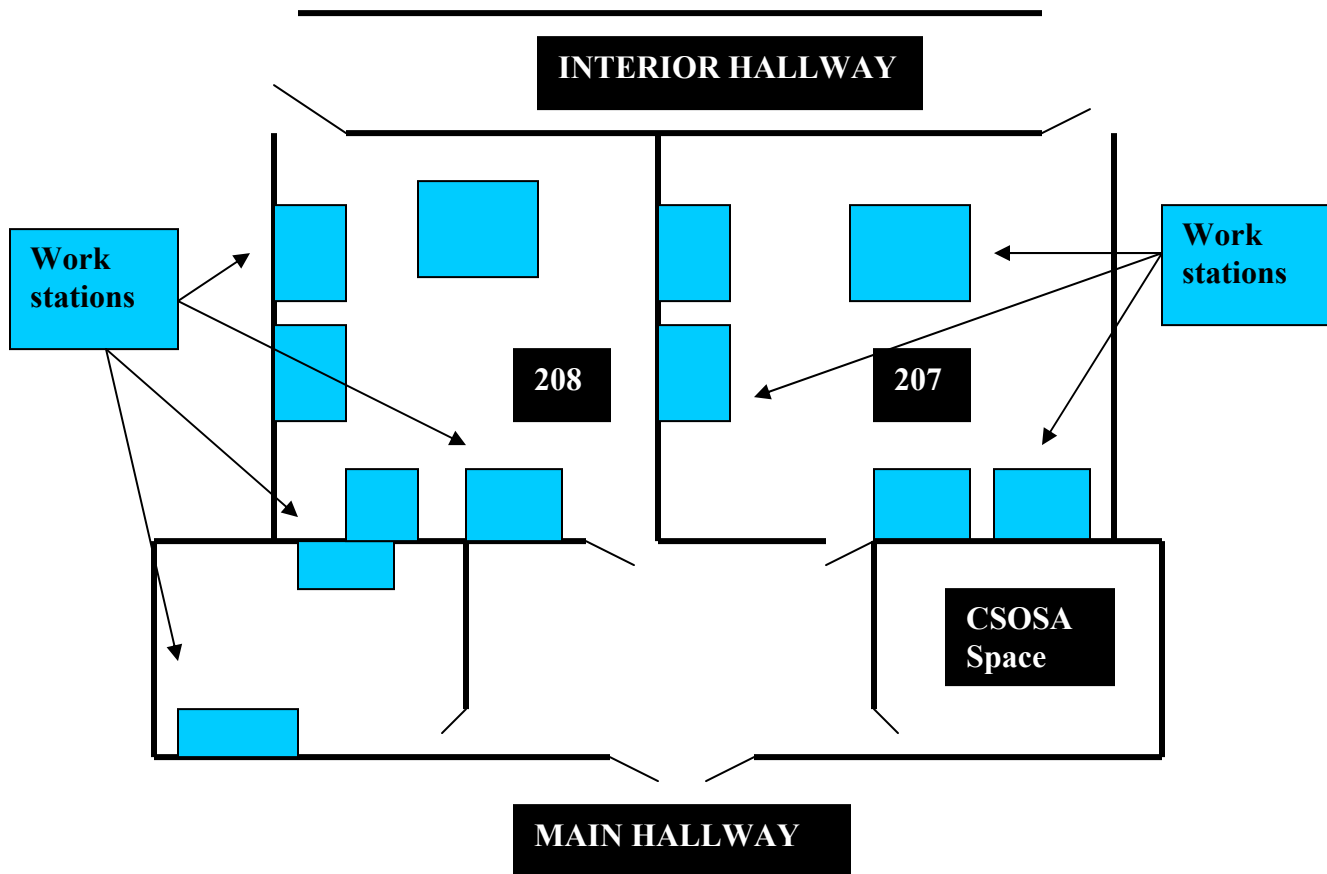 INTERIOR HALLWAY
Work
stations
Work
stations
208
207
CSOSA
Space
MAIN HALLWAY